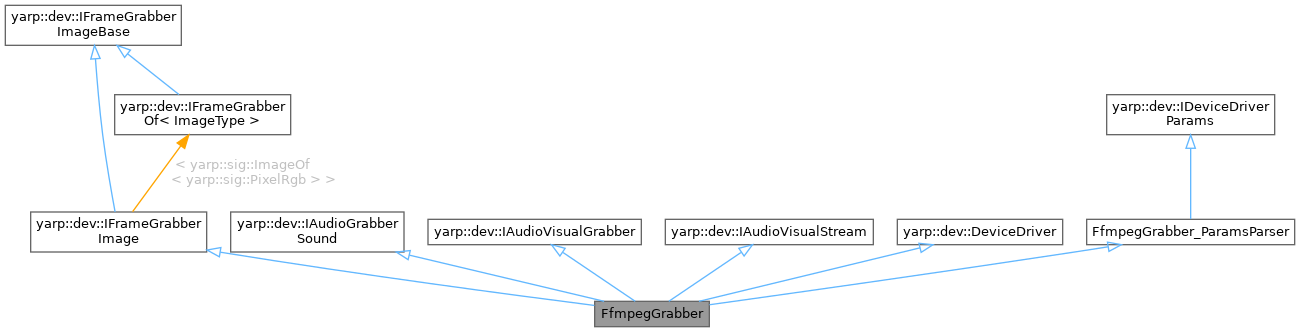 yarp::dev::IFrameGrabber
ImageBase
yarp::dev::IFrameGrabber
Of< ImageType >
yarp::dev::IDeviceDriver
Params
< yarp::sig::ImageOf
< yarp::sig::PixelRgb > >
yarp::dev::IFrameGrabber
Image
yarp::dev::IAudioGrabber
Sound
yarp::dev::IAudioVisualGrabber
yarp::dev::IAudioVisualStream
yarp::dev::DeviceDriver
FfmpegGrabber_ParamsParser
FfmpegGrabber